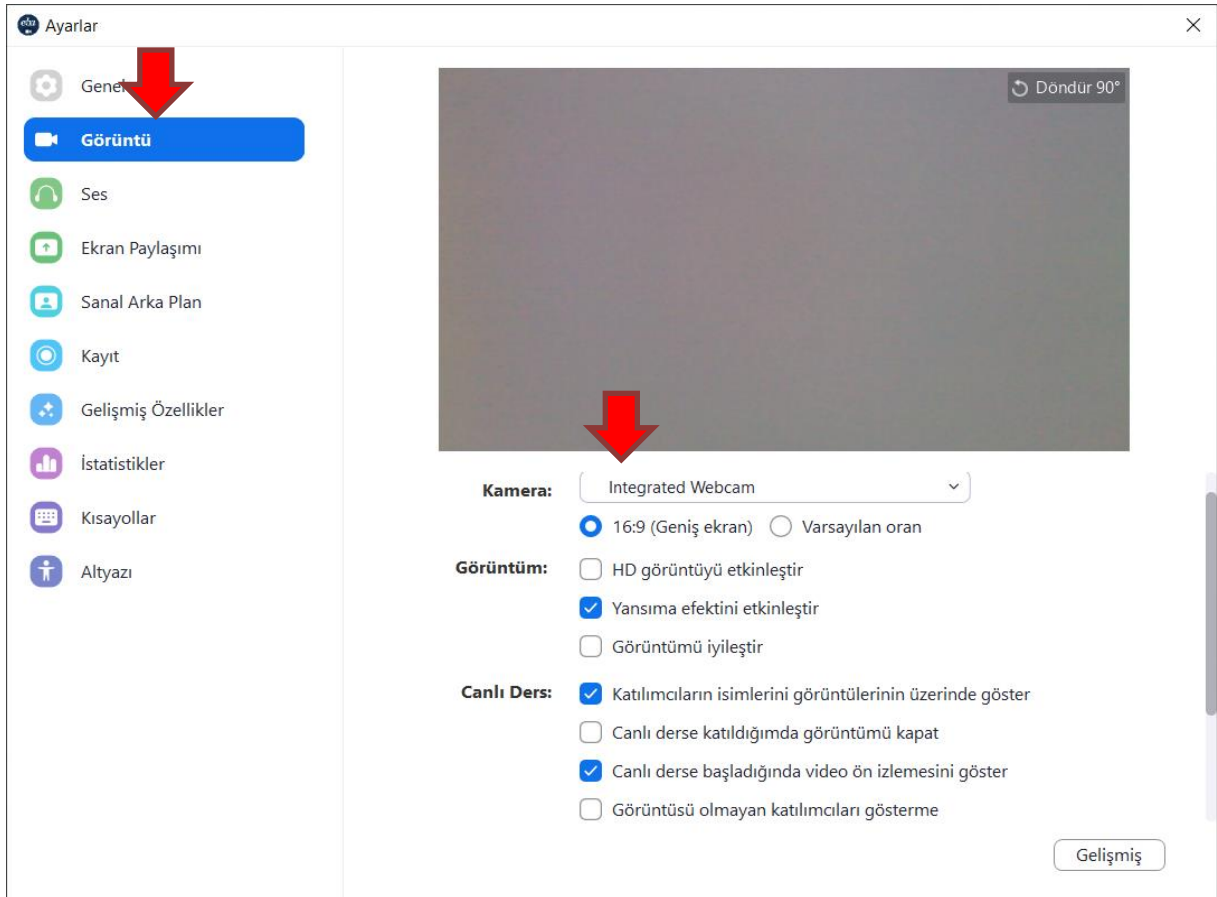 eba
Ayarlar
Genel
Görüntü
Ses
Ekran Paylaşımı
Sanal Arka Plan
Kayıt
Gelişmiş Özellikler
İstatistikler
Kısayollar
Altyazı
Döndür 90°
Kamera: Integrated Webcam
16:9 (Geniş ekran) Varsayılan oran
Görüntüm: HD görüntüyü etkinleştir
Yansıma efektini etkinleştir
Görüntümü iyileştir
Canlı Ders: Katılımcıların isimlerini görüntülerinin üzerinde göster
Canlı derse katıldığımda görüntümü kapat
Canlı derse başladığında video ön izlemesini göster
Görüntüsü olmayan katılımcıları gösterme
Gelişmiş